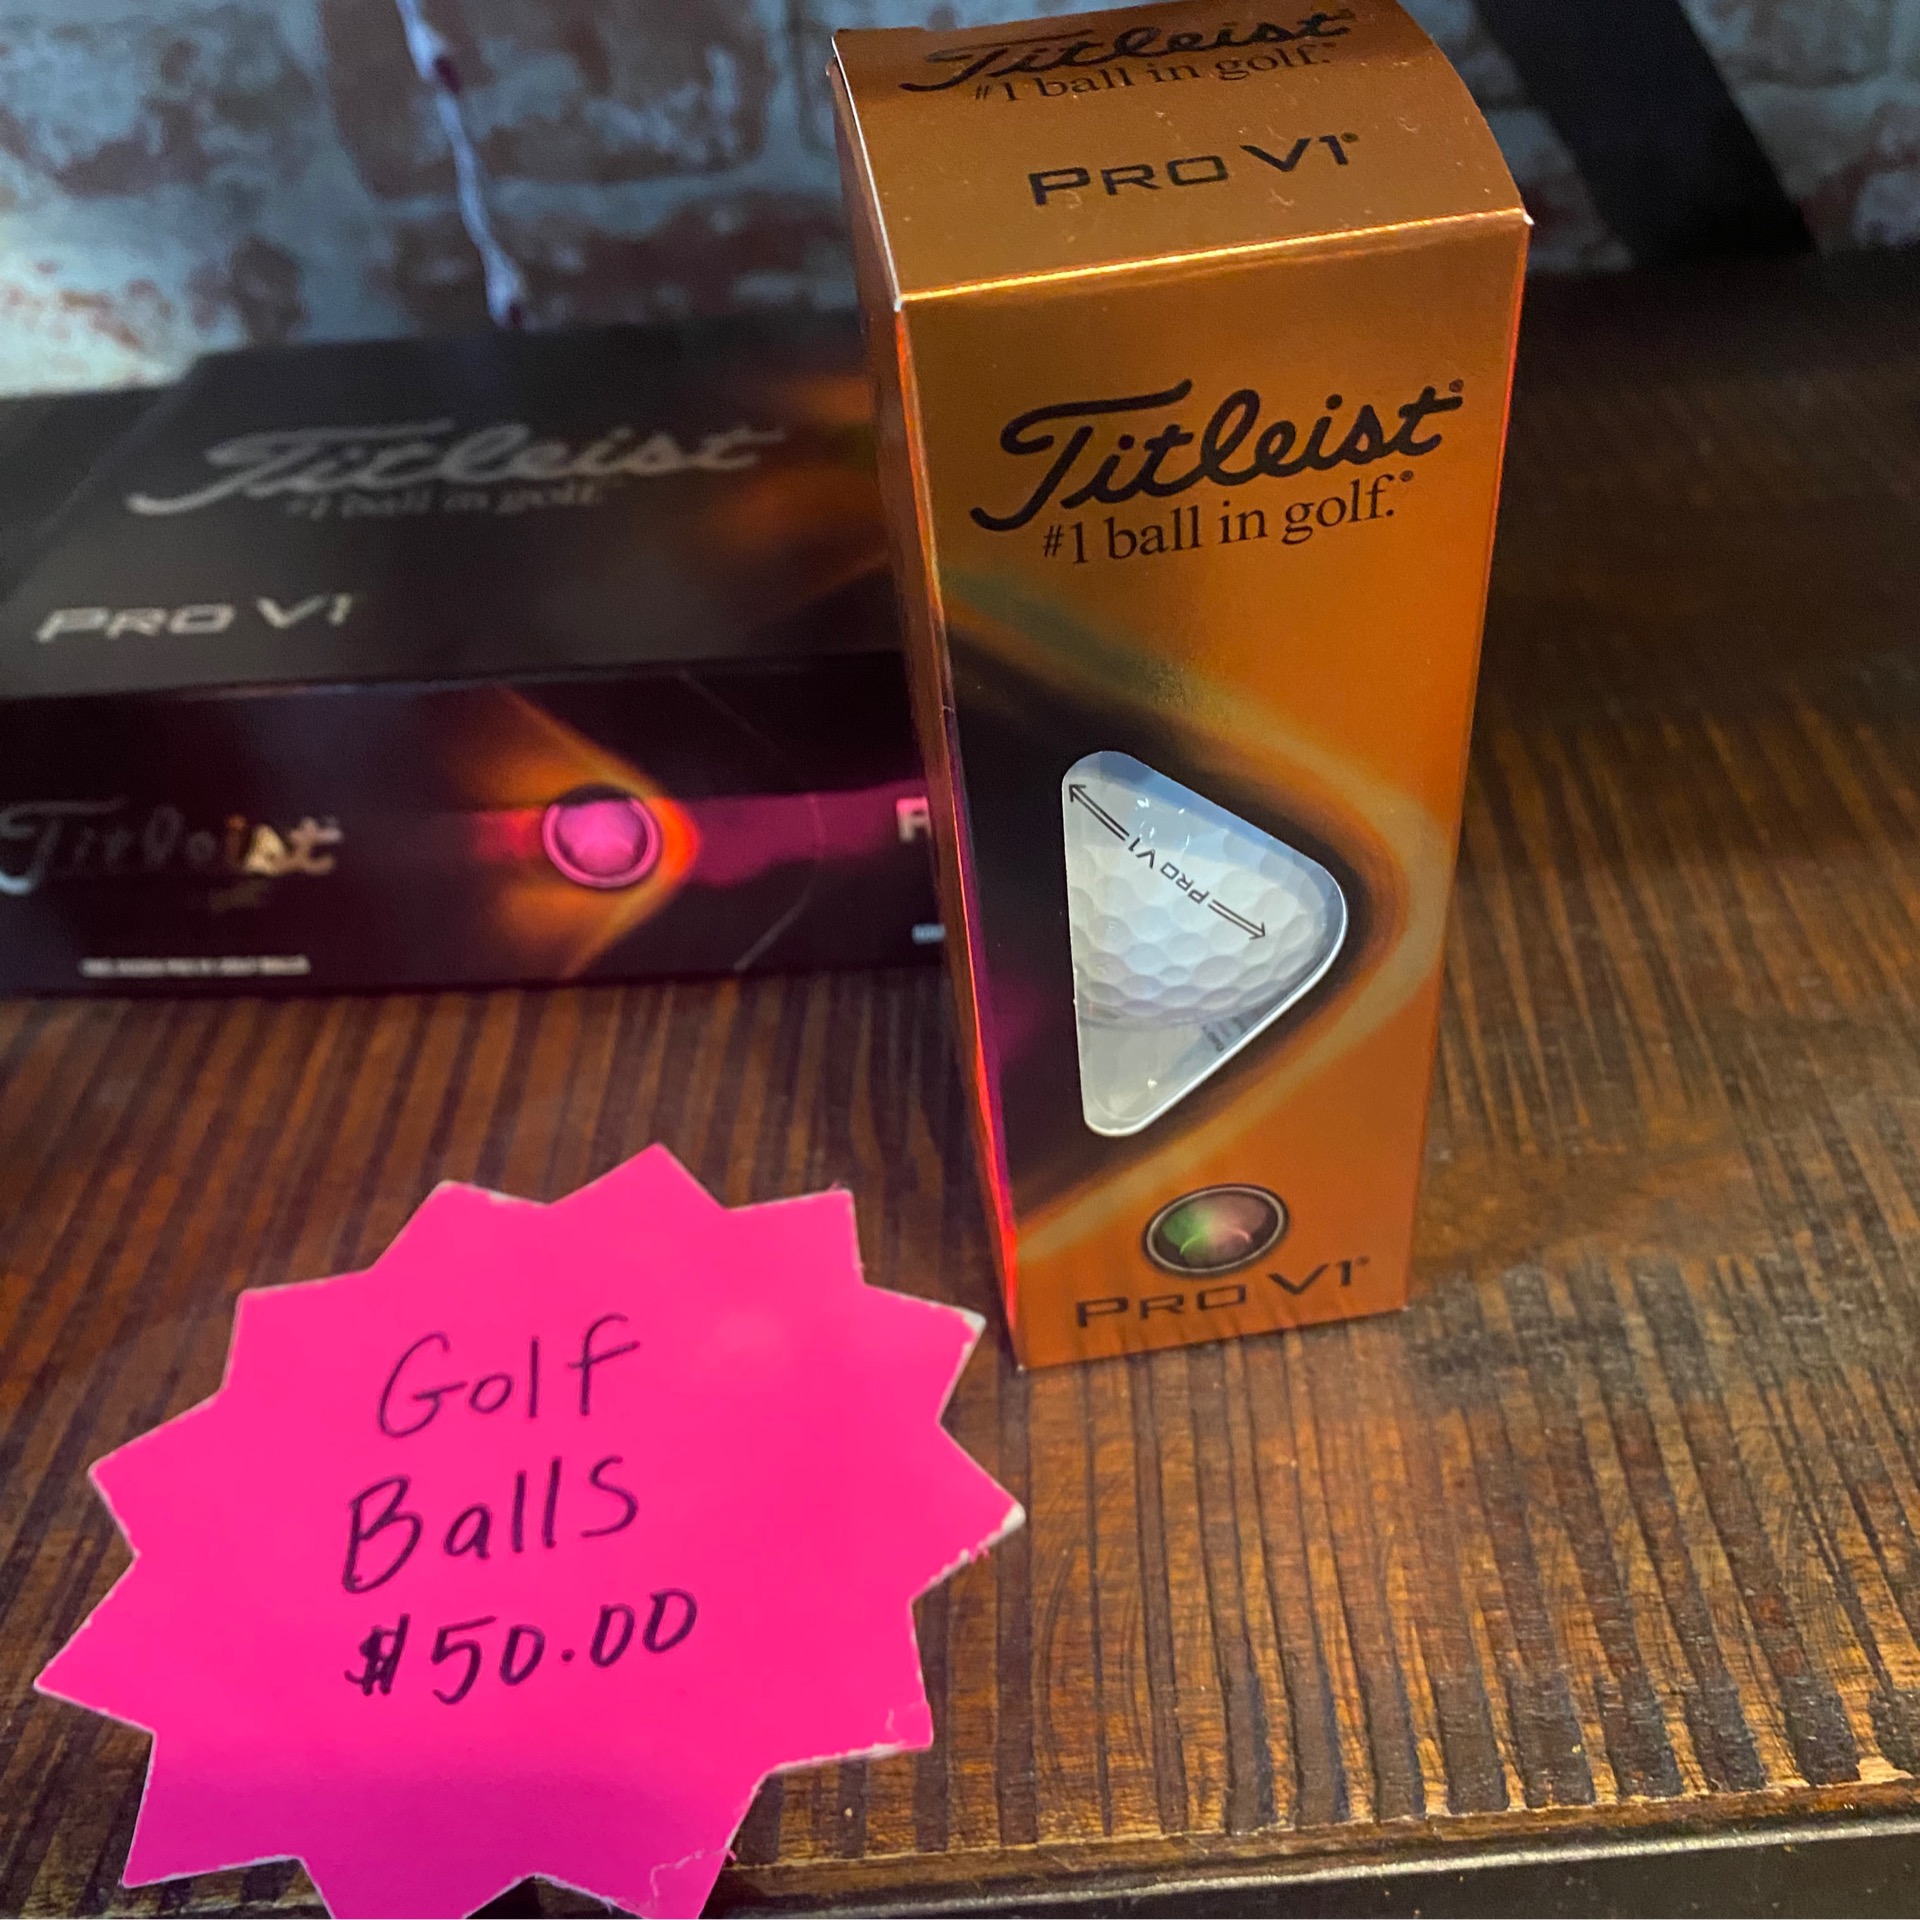 Titleist
#1 ball in golf.®
PRO V1®
Titleist®
#1 ball in golf.®
PRO V1
PRO V1®
Titleist
#1 ball in golf.
PRO V1
Titleist
Golf
Balls
$50.00